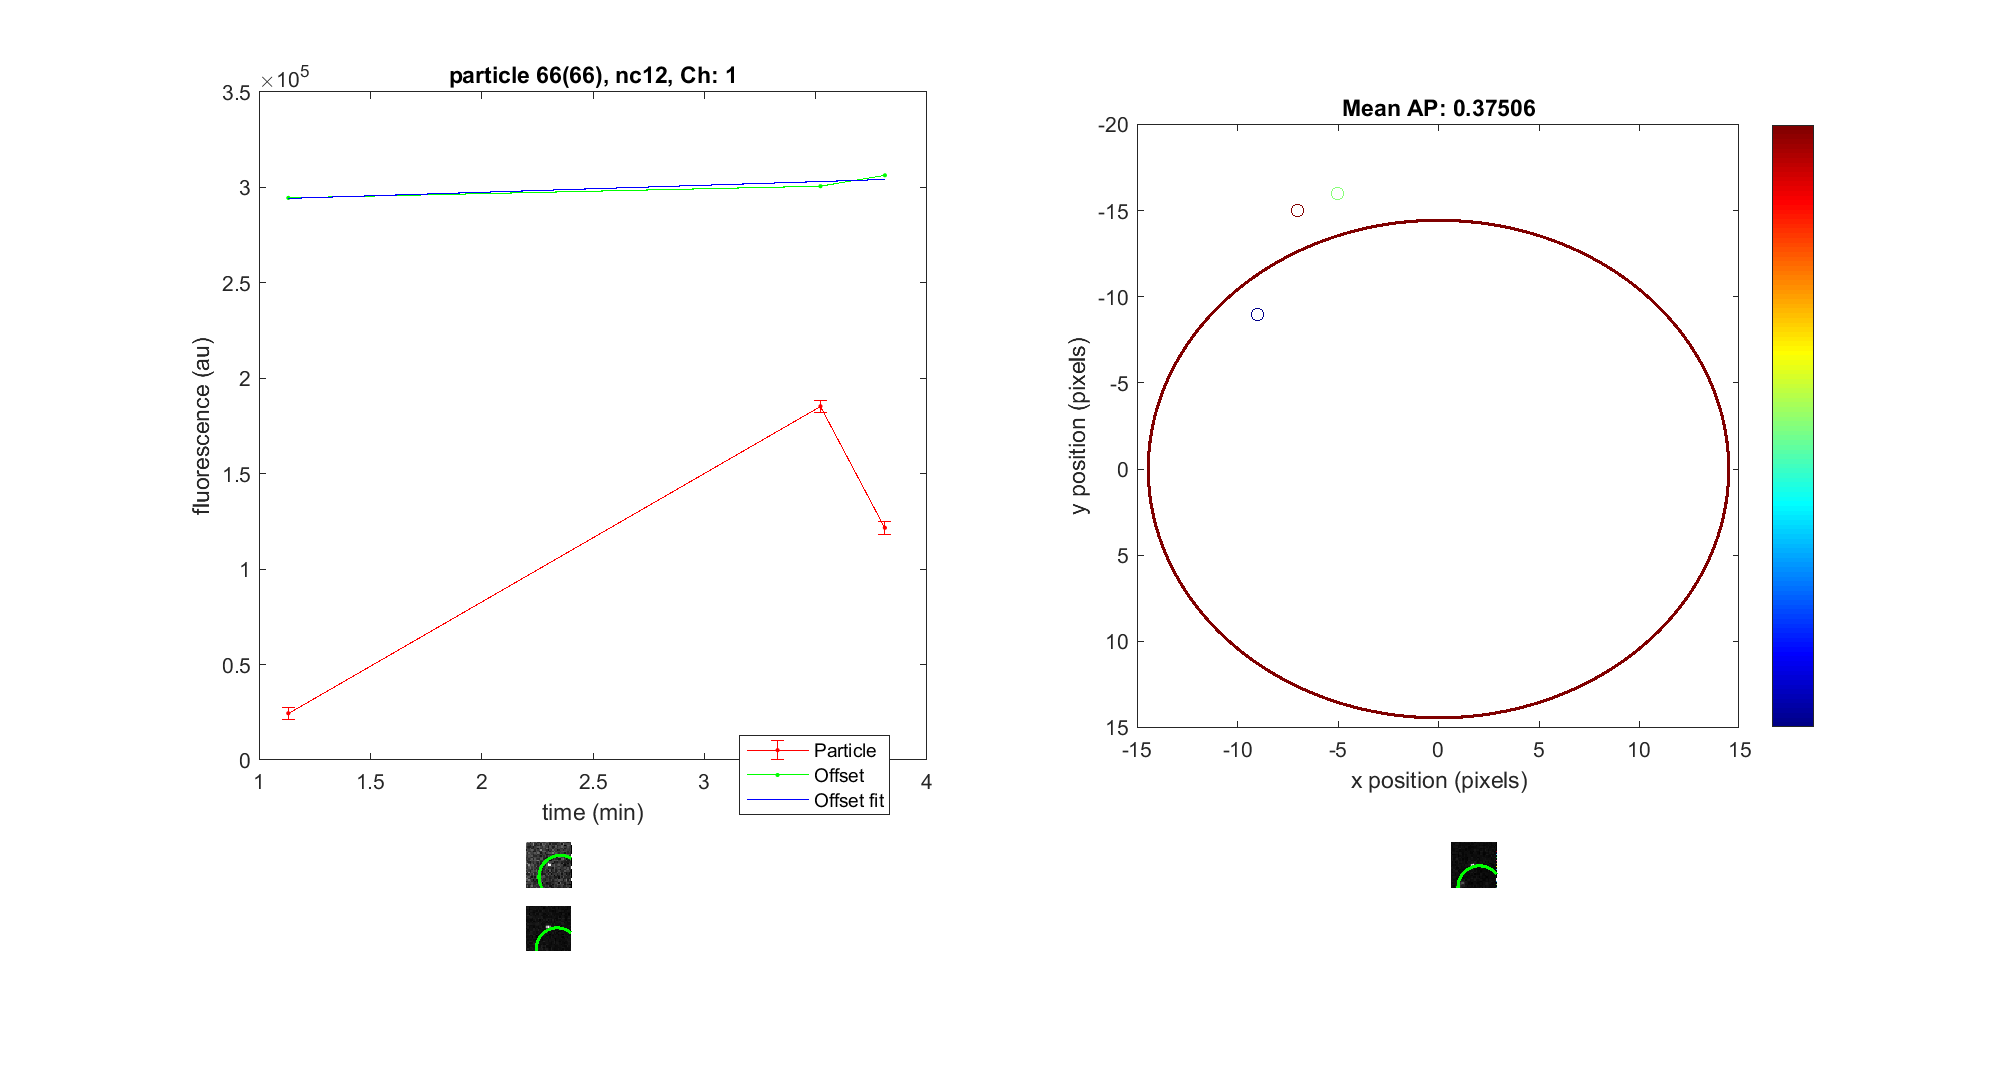 particle 66(66), nc12, Ch: 1
×10^5
3.5
3
2.5
2
1.5
1
0.5
0
fluorescence (au)
1 1.5 2 2.5 3 4
time (min)
Particle
Offset
Offset fit
Mean AP: 0.37506
-20
-15
-10
-5
0
5
10
15
y position (pixels)
-15 -10 -5 0 5 10 15
x position (pixels)